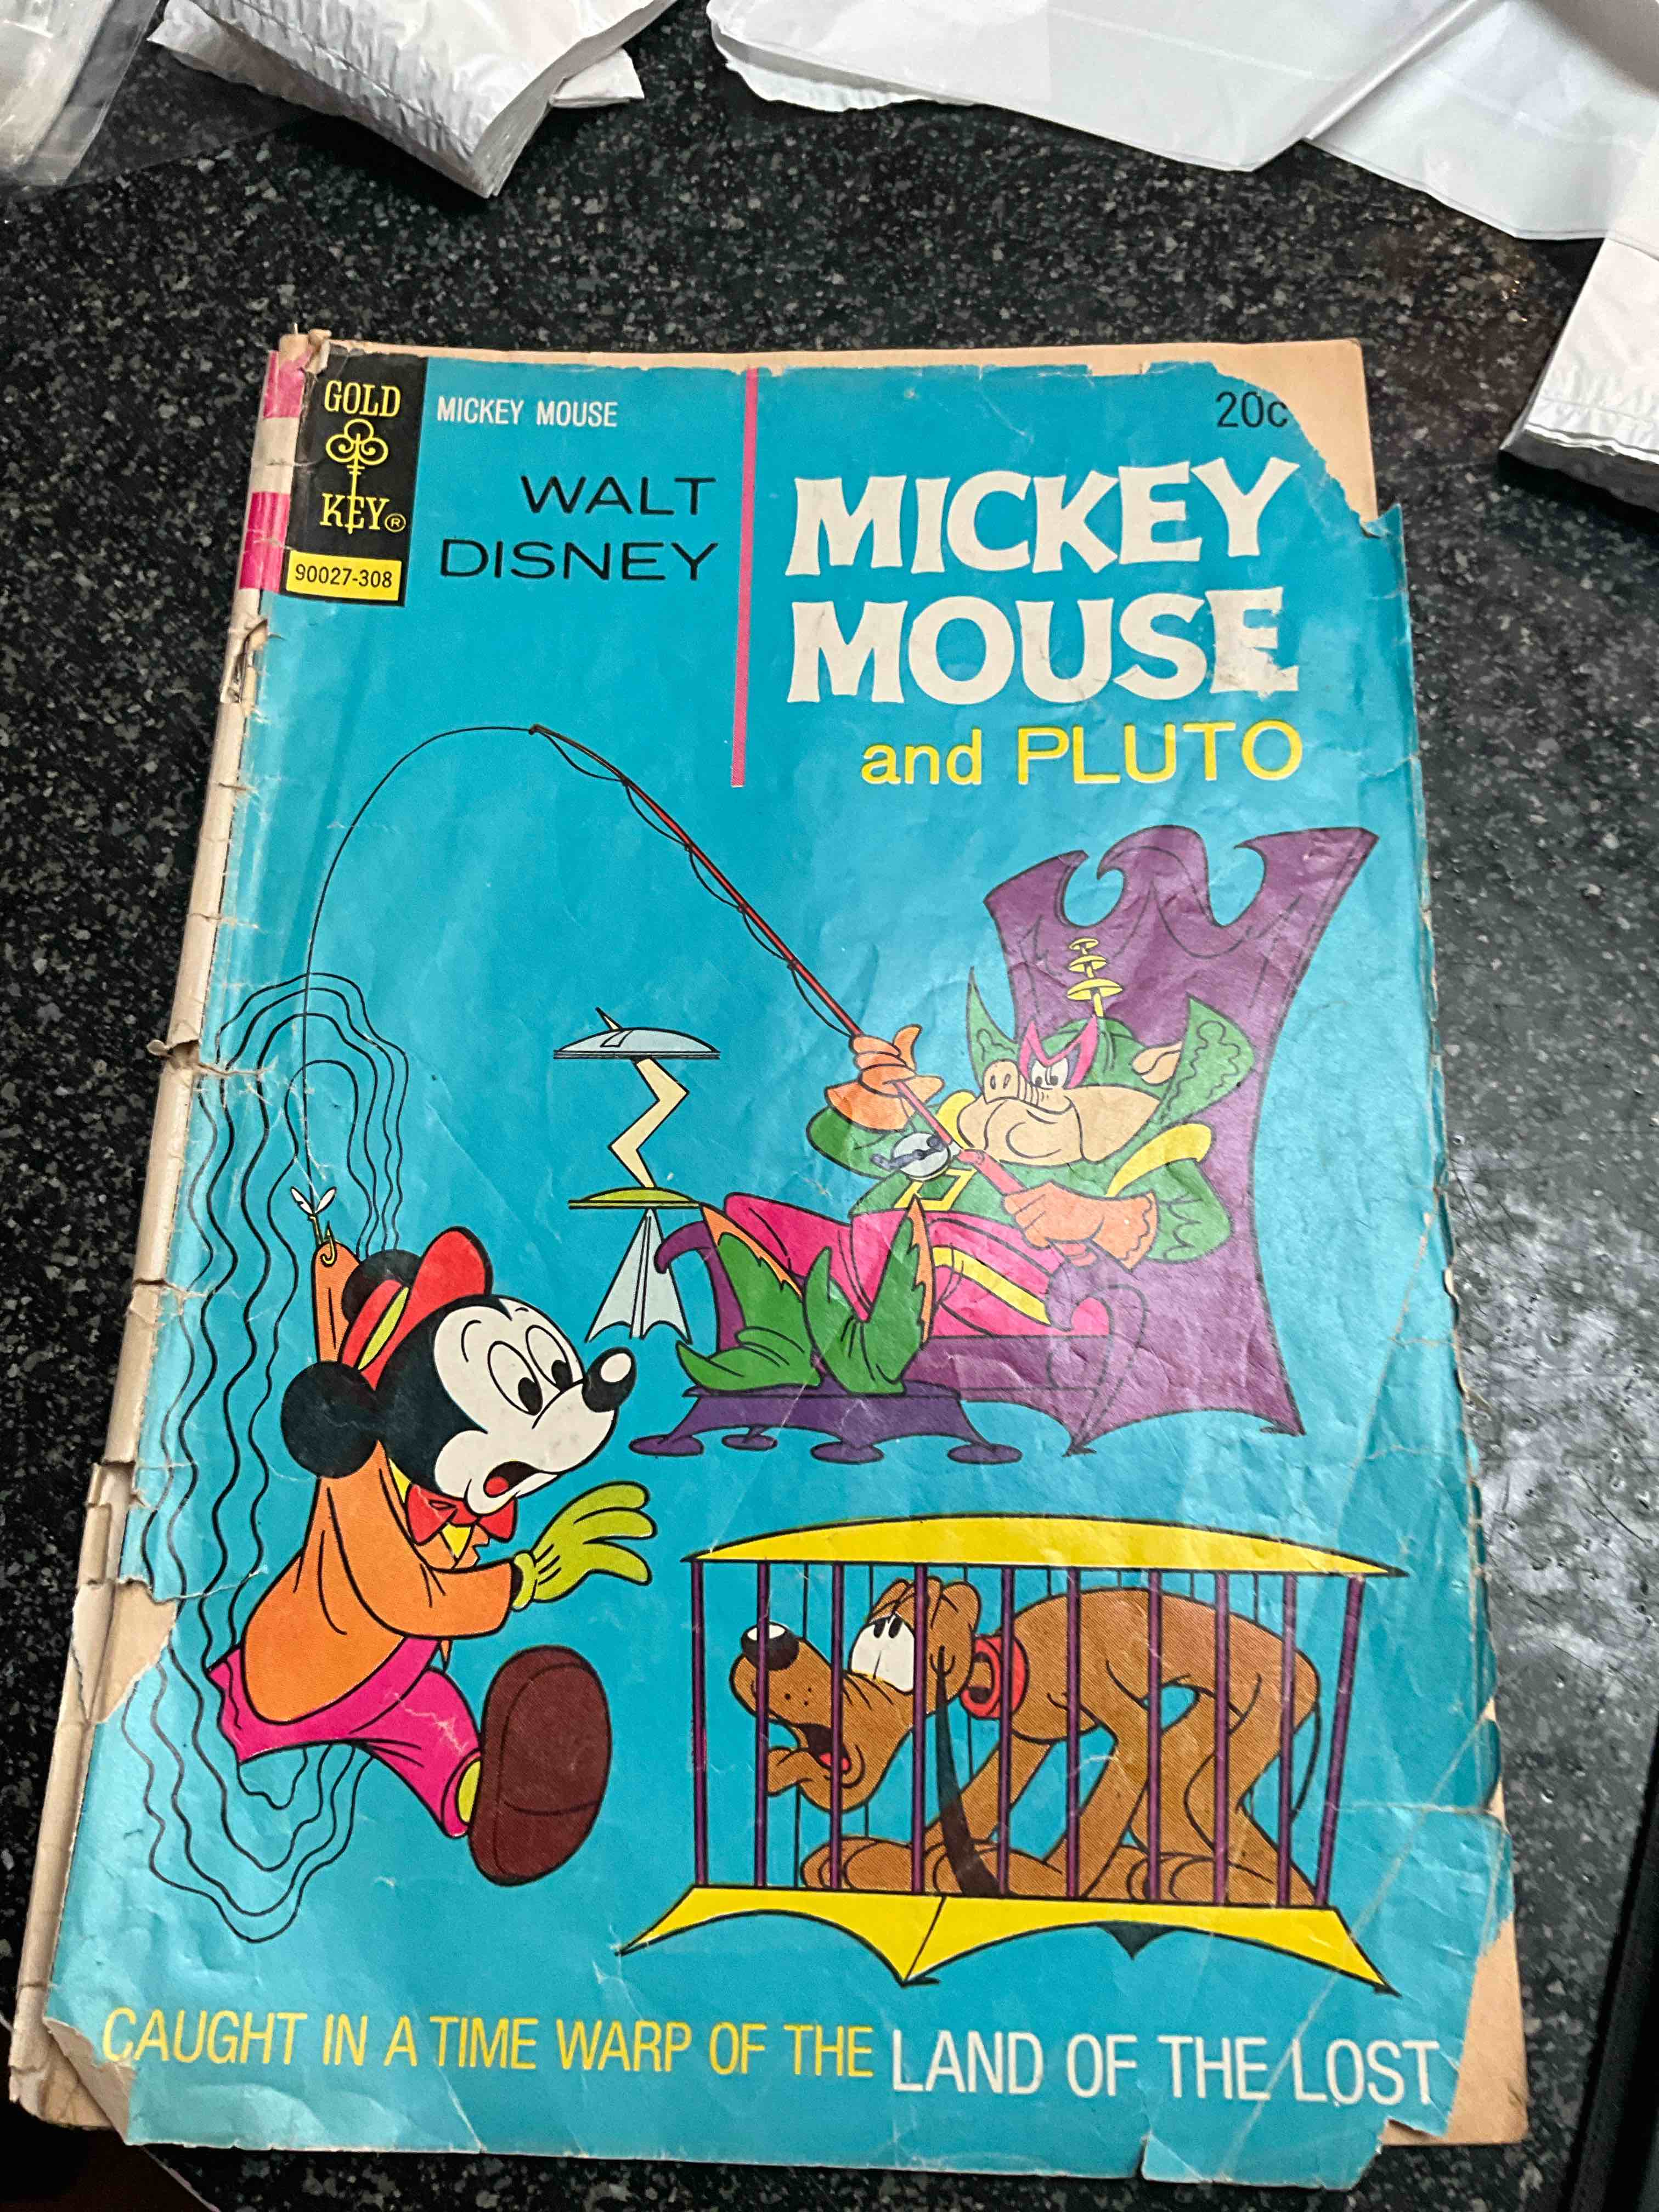 GOLD
KEY®
90027-308
MICKEY MOUSE
WALT
DISNEY
20c
MICKEY
MOUSE
and PLUTO
CAUGHT IN A TIME WARP OF THE LAND OF THE LOST